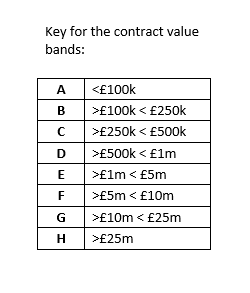 Key for the contract value
bands:
A <£100k
B >£100k < £250k
C >£250k < £500k
D >£500k < £1m
E >£1m < £5m
F >£5m < £10m
G >£10m < £25m
H >£25m